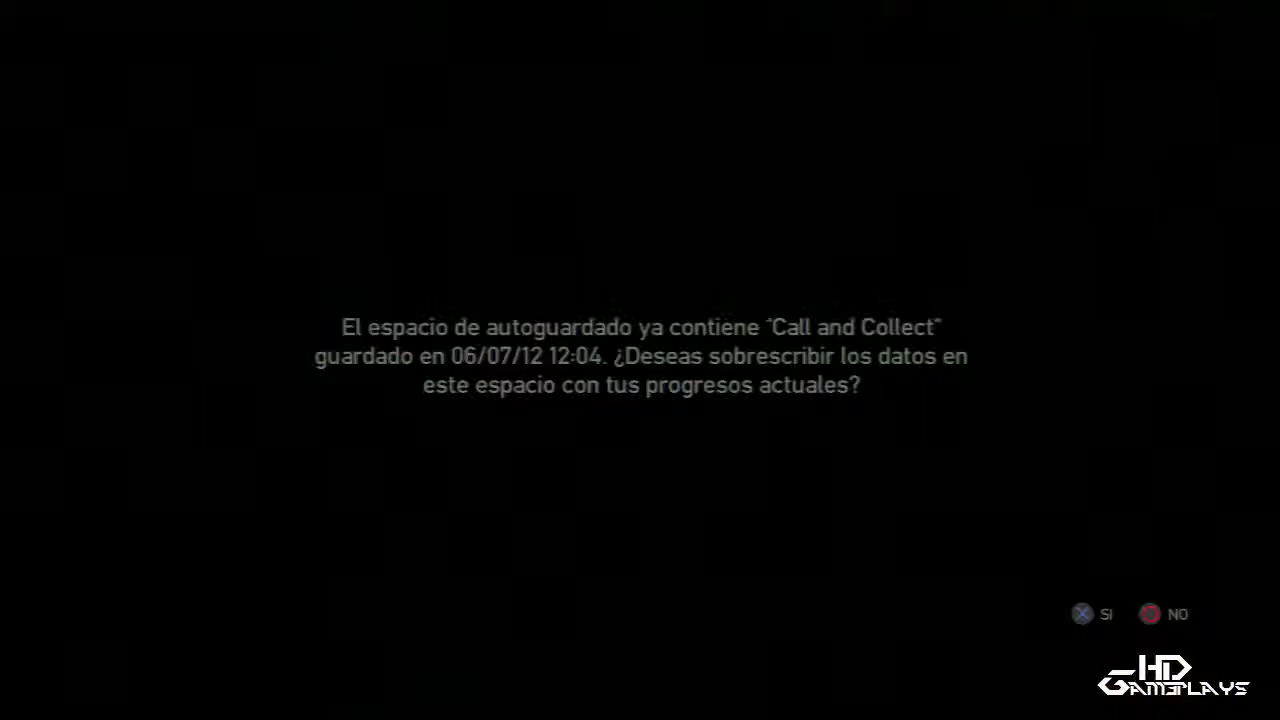 El espacio de autoguardado ya contiene "Call and Collect"
guardado en 06/07/12 12:04. ¿Deseas sobrescribir los datos en
este espacio con tus progresos actuales?
SI NO
HD
GAMEPLAYS